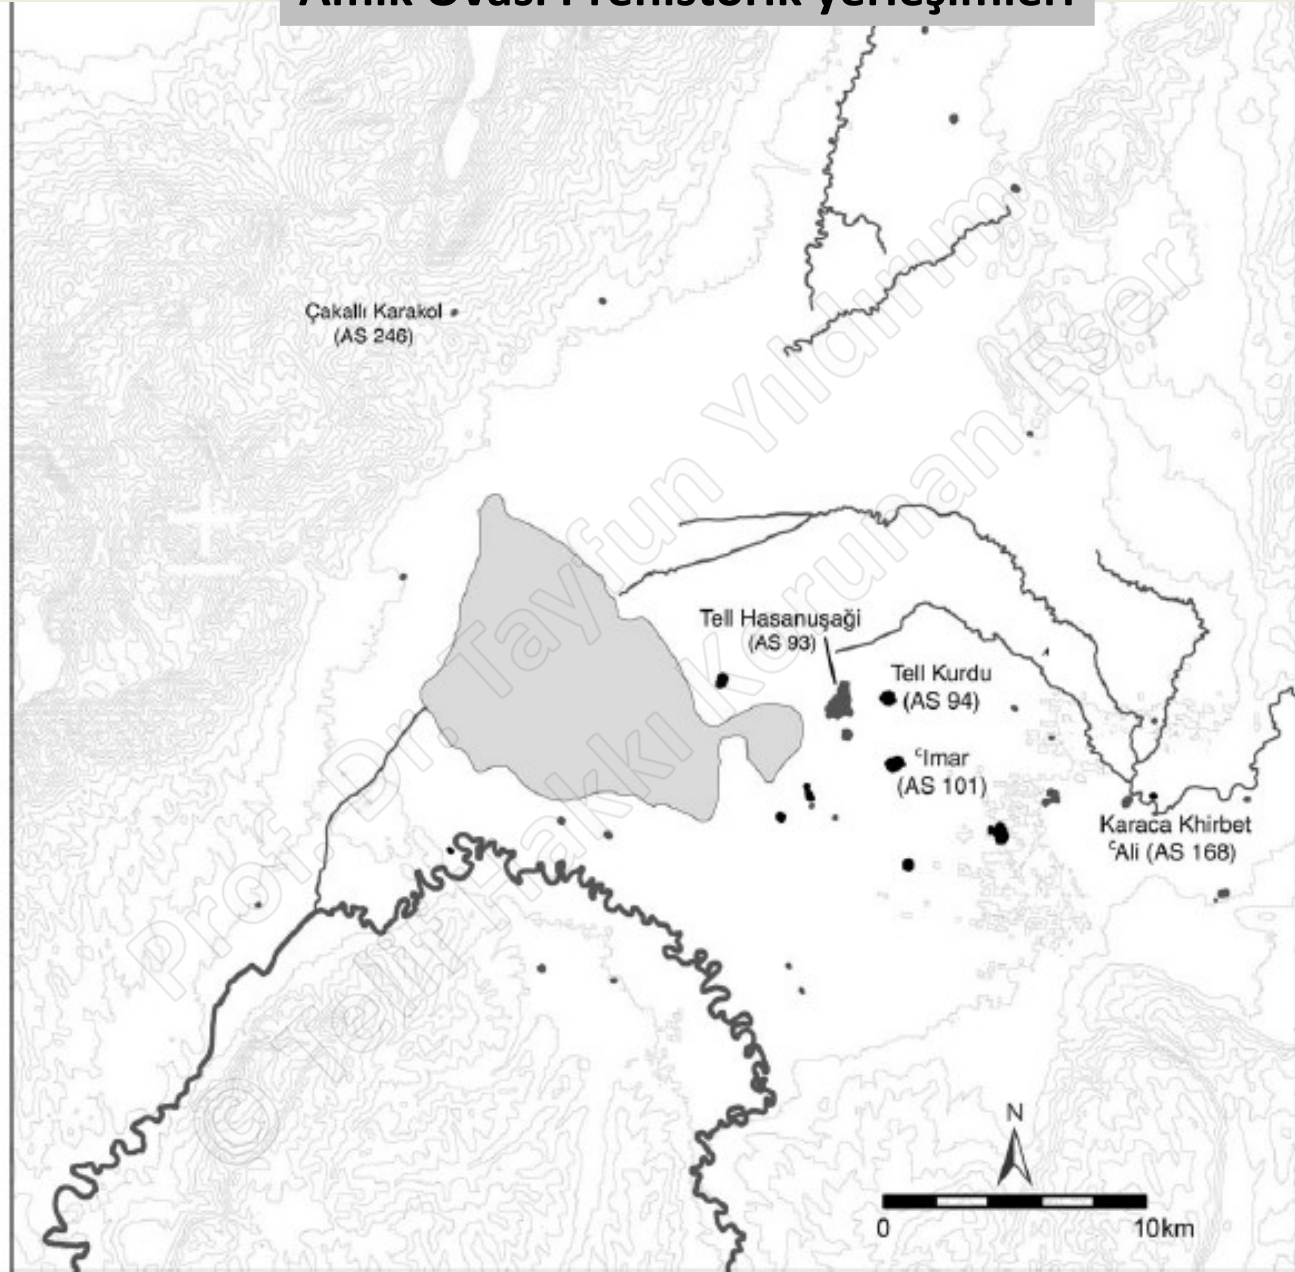 Amik Ovası Prehistorik yerleşimleri
Çakallı Karakol
(AS 246)
Tell Hasanuşaği
(AS 93)
Tell Kurdu
(AS 94)
ᶜImar
(AS 101)
Karaca Khirbet
ᶜAli (AS 168)
N
0 10km
Prof. Dr. Tayfun Yıldırım
© Telif Hakkı Korunan Eser